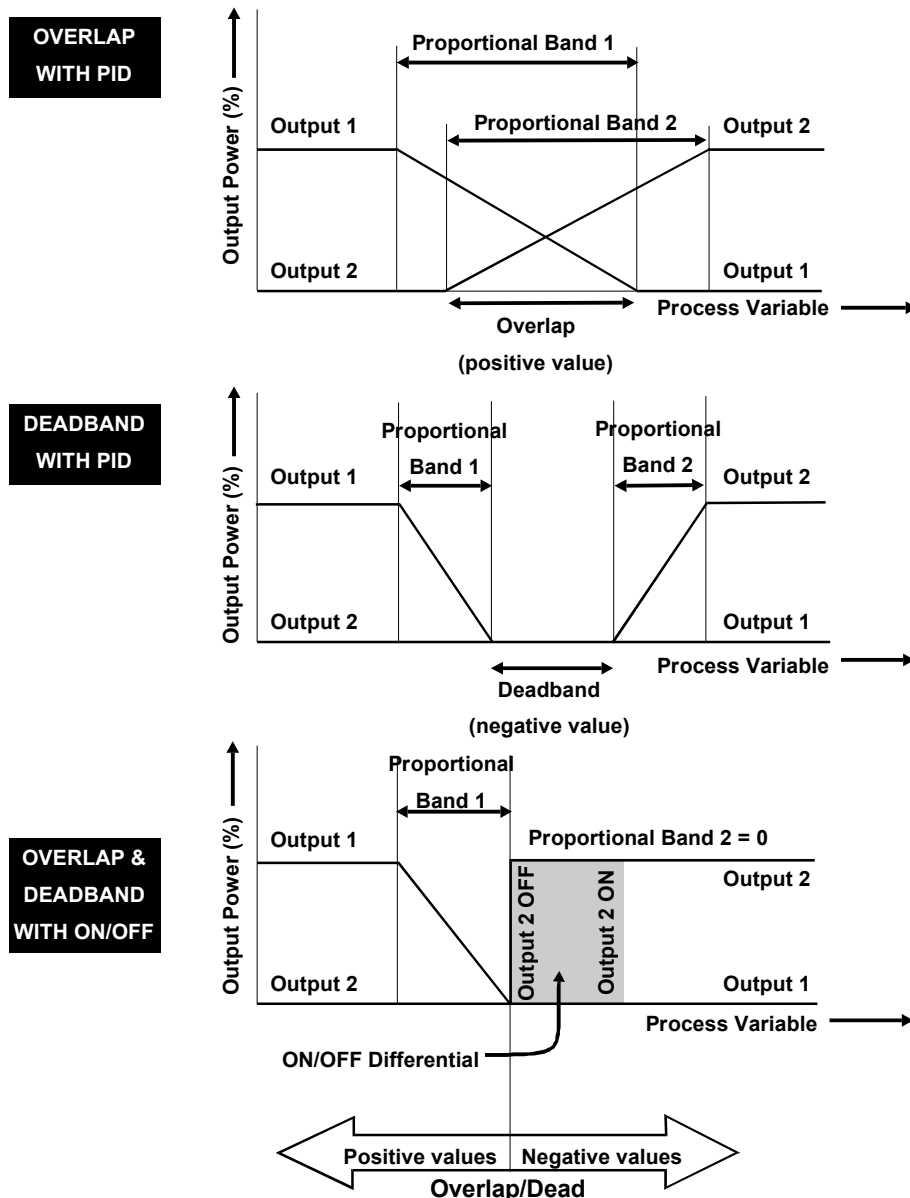 OVERLAP
WITH PID
Output Power (%)
Proportional Band 1
Output 1
Proportional Band 2
Output 2
Output 2
Output 1
Process Variable
Overlap
(positive value)
DEADBAND
WITH PID
Output Power (%)
Proportional
Band 1
Proportional
Band 2
Output 1
Output 2
Output 2
Output 1
Process Variable
Deadband
(negative value)
OVERLAP &
DEADBAND
WITH ON/OFF
Output Power (%)
Proportional
Band 1
Output 1
Proportional Band 2 = 0
Output 2 OFF
Output 2 ON
Output 2
Output 2
Output 1
Process Variable
ON/OFF Differential
Positive values
Negative values
Overlap/Dead